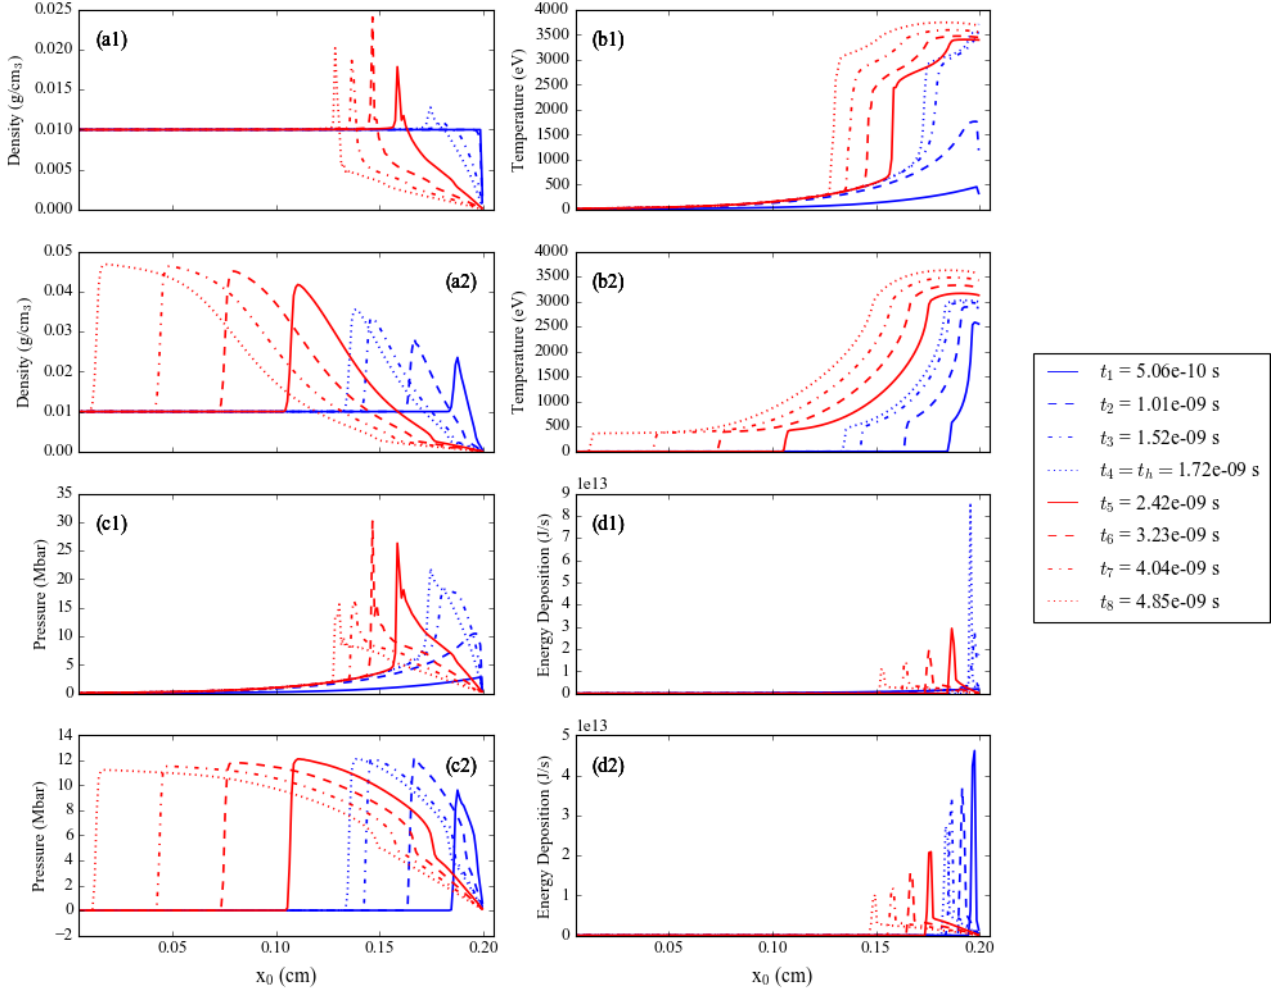 (a1)
Density (g/cm₃)
0.025
0.020
0.015
0.010
0.005
0.000
(b1)
Temperature (eV)
4000
3500
3000
2500
2000
1500
1000
500
0
(a2)
Density (g/cm₃)
0.05
0.04
0.03
0.02
0.01
0.00
(b2)
Temperature (eV)
4000
3500
3000
2500
2000
1500
1000
500
0
(c1)
Pressure (Mbar)
35
30
25
20
15
10
5
0
1e13
(d1)
Energy Deposition (J/s)
9
8
7
6
5
4
3
2
1
0
(c2)
Pressure (Mbar)
14
12
10
8
6
4
2
0
−2
0.05
0.10
0.15
0.20
x₀ (cm)
1e13
(d2)
Energy Deposition (J/s)
5
4
3
2
1
0
0.05
0.10
0.15
0.20
x₀ (cm)
t₁ = 5.06e-10 s
t₂ = 1.01e-09 s
t₃ = 1.52e-09 s
t₄ = tₕ = 1.72e-09 s
t₅ = 2.42e-09 s
t₆ = 3.23e-09 s
t₇ = 4.04e-09 s
t₈ = 4.85e-09 s